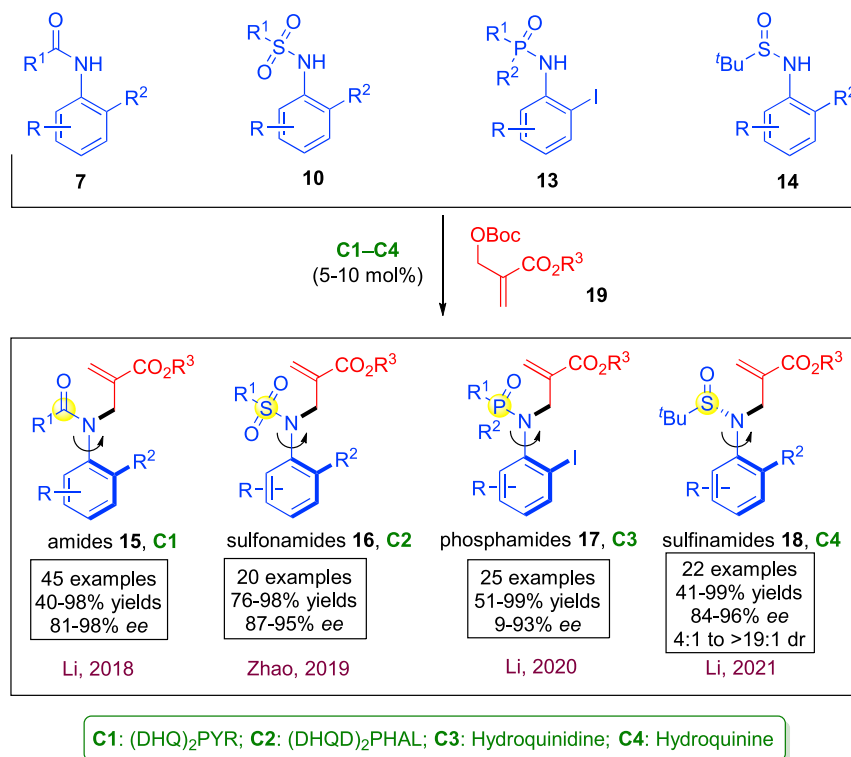 O
R¹ NH
R
R²
7
R¹ O
S
O NH
R
R²
10
R¹ O
P
R² NH
R
I
13
O
ᵗBu S NH
R
R²
14
C1–C4
(5-10 mol%)
OBoc
CO₂R³
19
O
R¹ N
CO₂R³
R
R²
amides 15, C1
45 examples
40-98% yields
81-98% ee
Li, 2018
R¹ O
S
O N
CO₂R³
R
R²
sulfonamides 16, C2
20 examples
76-98% yields
87-95% ee
Zhao, 2019
R¹ O
P
R² N
CO₂R³
R
I
phosphamides 17, C3
25 examples
51-99% yields
9-93% ee
Li, 2020
O
ᵗBu S N
CO₂R³
R
R²
sulfinamides 18, C4
22 examples
41-99% yields
84-96% ee
4:1 to >19:1 dr
Li, 2021
C1: (DHQ)₂PYR; C2: (DHQD)₂PHAL; C3: Hydroquinidine; C4: Hydroquinine